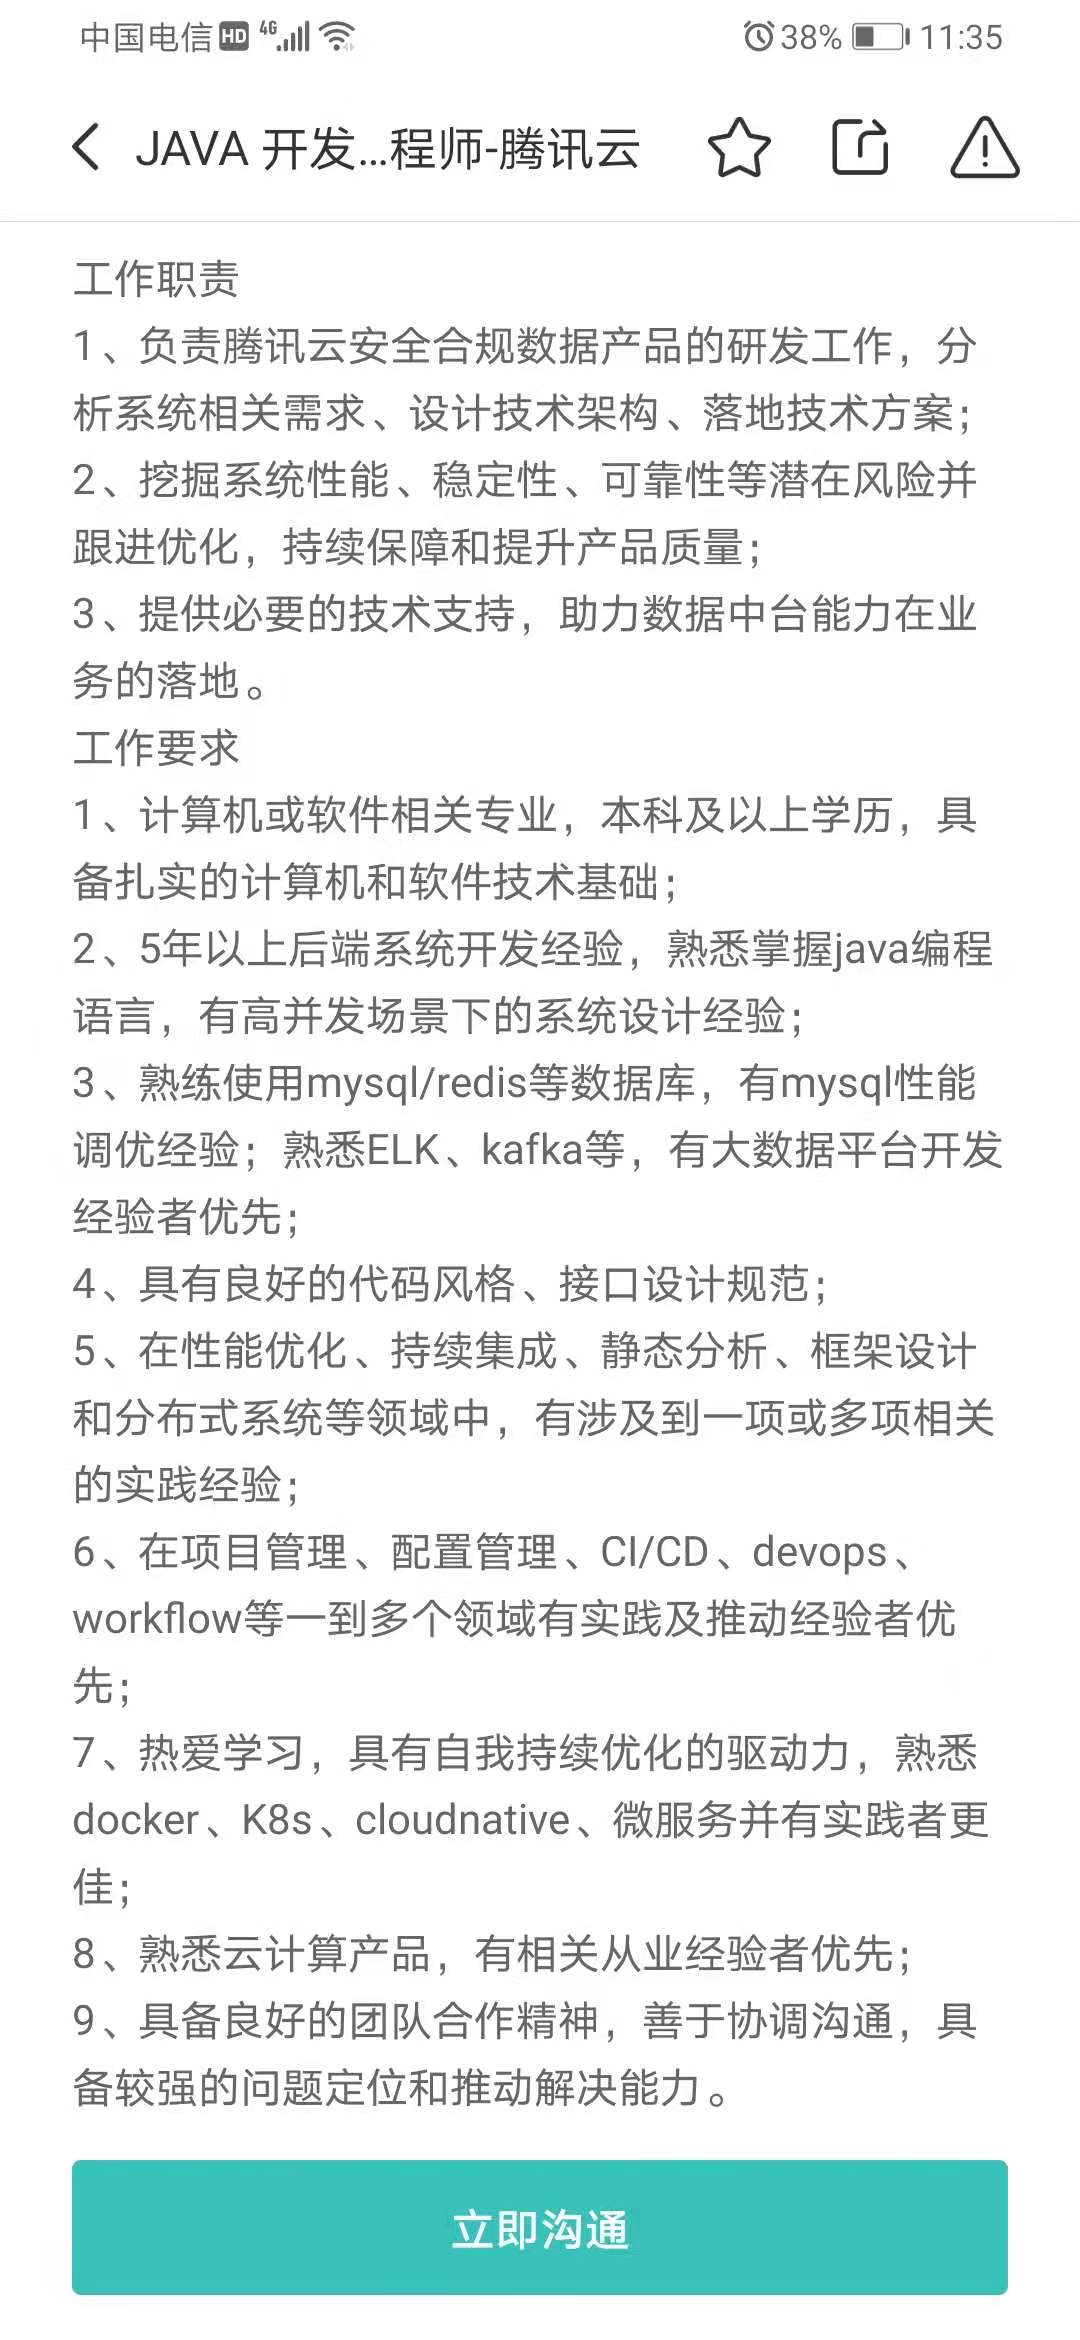 中国电信 HD 4G 38% 11:35
JAVA 开发...程师-腾讯云
工作职责
1、负责腾讯云安全合规数据产品的研发工作，分
析系统相关需求、设计技术架构、落地技术方案；
2、挖掘系统性能、稳定性、可靠性等潜在风险并
跟进优化，持续保障和提升产品质量；
3、提供必要的技术支持，助力数据中台能力在业
务的落地。
工作要求
1、计算机或软件相关专业，本科及以上学历，具
备扎实的计算机和软件技术基础；
2、5年以上后端系统开发经验，熟悉掌握java编程
语言，有高并发场景下的系统设计经验；
3、熟练使用mysql/redis等数据库，有mysql性能
调优经验；熟悉ELK、kafka等，有大数据平台开发
经验者优先；
4、具有良好的代码风格、接口设计规范；
5、在性能优化、持续集成、静态分析、框架设计
和分布式系统等领域中，有涉及到一项或多项相关
的实践经验；
6、在项目管理、配置管理、CI/CD、devops、
workflow等一到多个领域有实践及推动经验者优
先；
7、热爱学习，具有自我持续优化的驱动力，熟悉
docker、K8s、cloudnative、微服务并有实践者更
佳；
8、熟悉云计算产品，有相关从业经验者优先；
9、具备良好的团队合作精神，善于协调沟通，具
备较强的问题定位和推动解决能力。
立即沟通